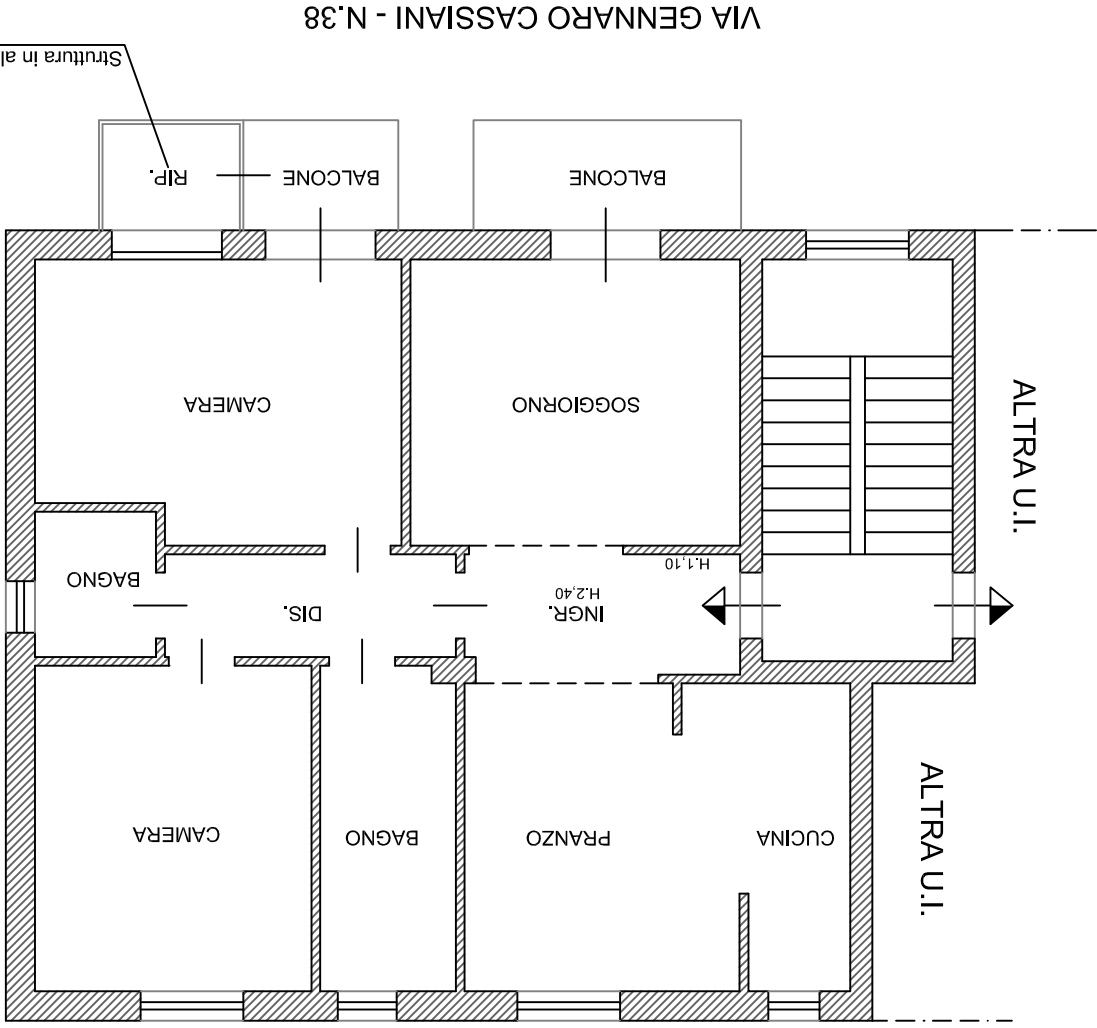 ALTRA U.I.
CUCINA
PRANZO
BAGNO
CAMERA
INGR.
H.2,40
DIS.
BAGNO
H.1,10
ALTRA U.I.
SOGGIORNO
CAMERA
BALCONE
BALCONE
RIP.
Struttura in
VIA GENNARO CASSIANI - N.38